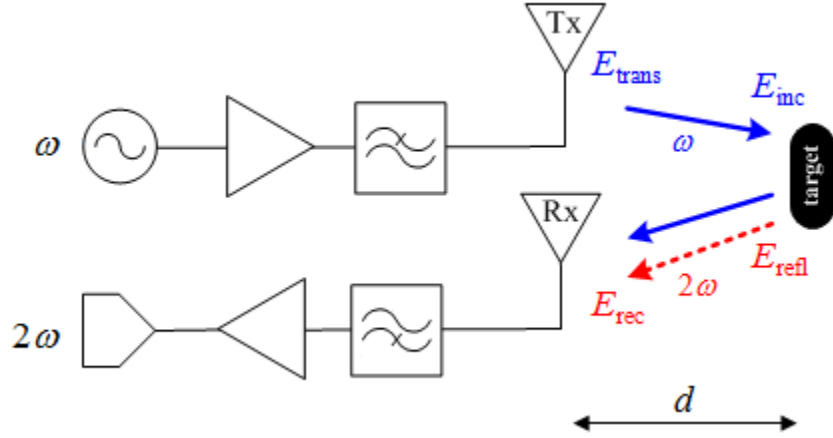 Tx
E_trans
E_inc
ω
ω
target
Rx
E_refl
2ω
E_rec
2ω
d